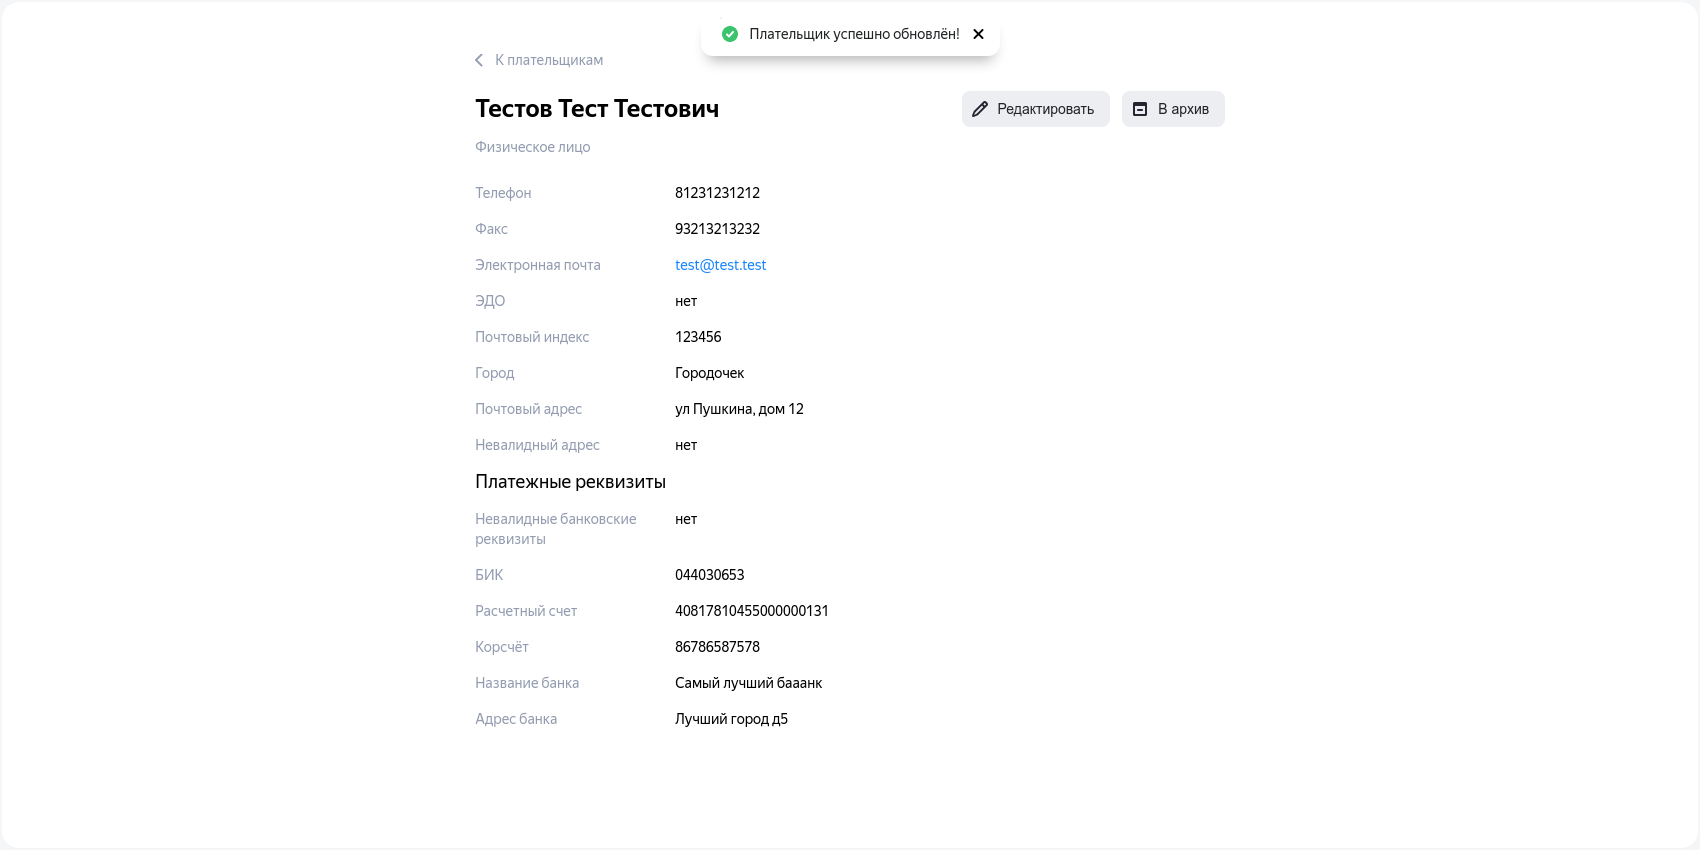 Плательщик успешно обновлён!
К плательщикам
Тестов Тест Тестович
Редактировать
В архив
Физическое лицо
Телефон 81231231212
Факс 93213213232
Электронная почта test@test.test
ЭДО нет
Почтовый индекс 123456
Город Городочек
Почтовый адрес ул Пушкина, дом 12
Невалидный адрес нет
Платежные реквизиты
Невалидные банковские нет
реквизиты
БИК 044030653
Расчетный счет 40817810455000000131
Корсчёт 86786587578
Название банка Самый лучший бааанк
Адрес банка Лучший город д5